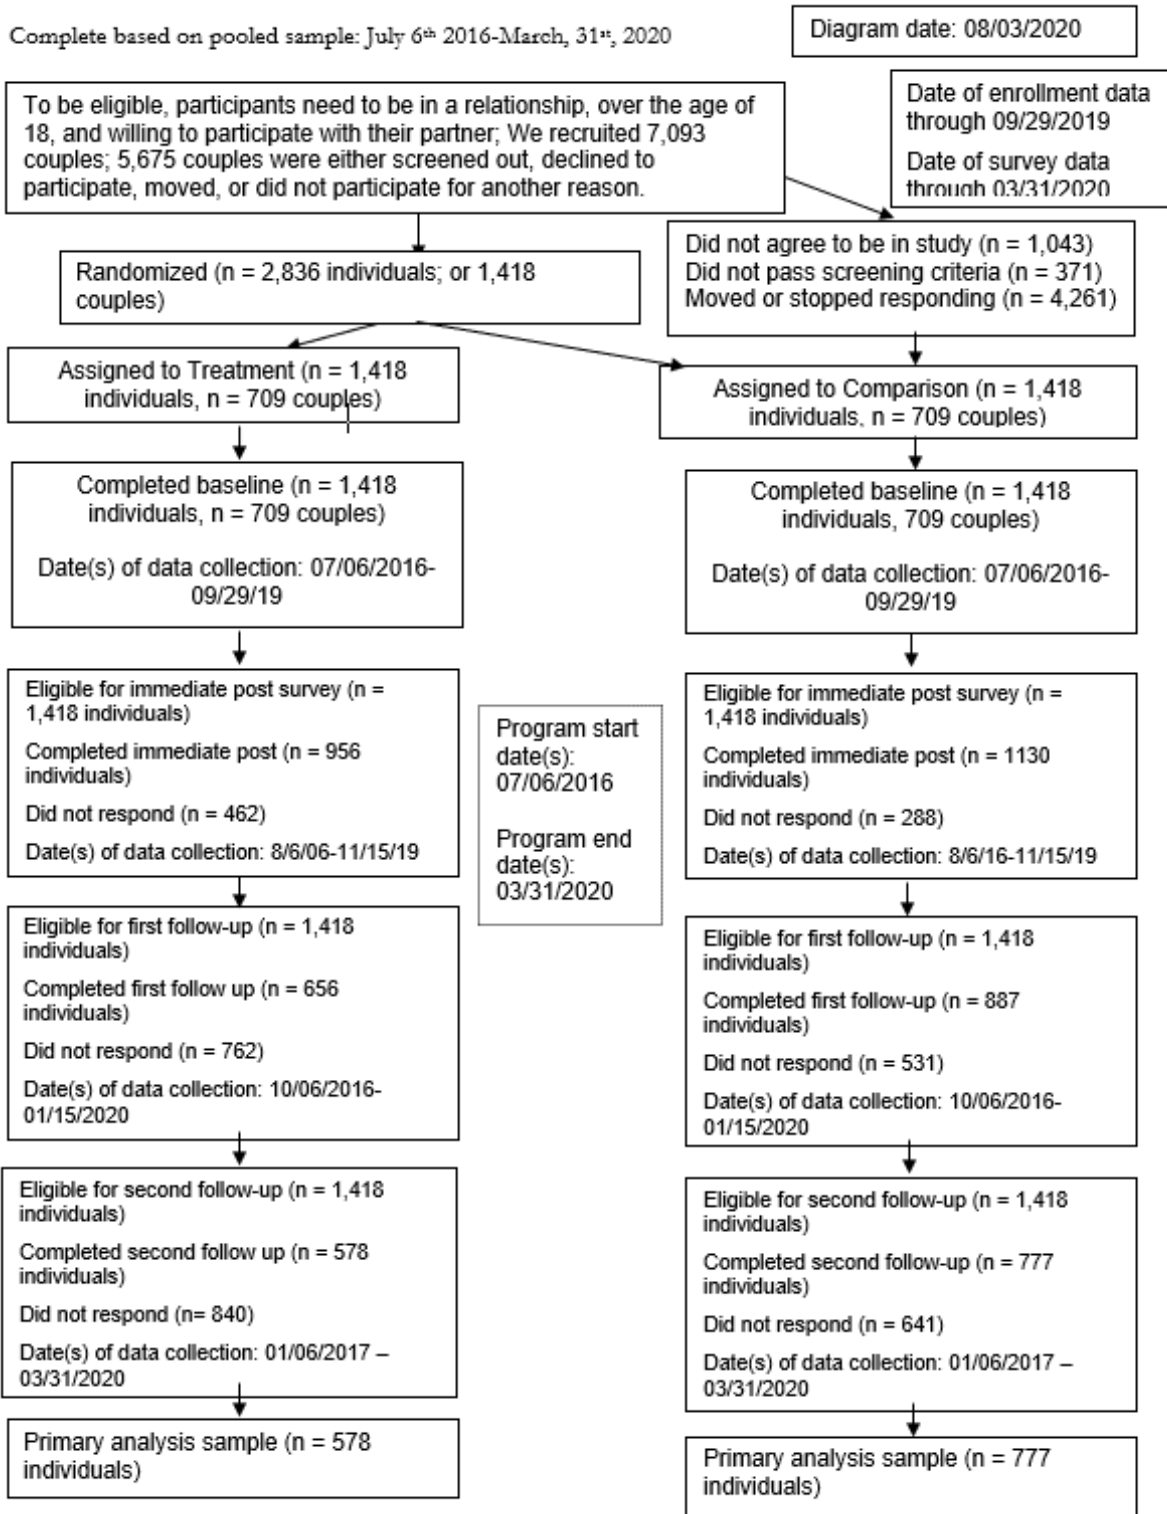 Complete based on pooled sample: July 6th 2016-March, 31st, 2020
Diagram date: 08/03/2020
To be eligible, participants need to be in a relationship, over the age of
18, and willing to participate with their partner; We recruited 7,093
couples; 5,675 couples were either screened out, declined to
participate, moved, or did not participate for another reason.
Date of enrollment data
through 09/29/2019
Date of survey data
through 03/31/2020
Did not agree to be in study (n = 1,043)
Did not pass screening criteria (n = 371)
Moved or stopped responding (n = 4,261)
Randomized (n = 2,836 individuals; or 1,418
couples)
Assigned to Treatment (n = 1,418
individuals, n = 709 couples)
Assigned to Comparison (n = 1,418
individuals, n = 709 couples)
Completed baseline (n = 1,418
individuals, n = 709 couples)
Date(s) of data collection: 07/06/2016-
09/29/19
Completed baseline (n = 1,418
individuals, 709 couples)
Date(s) of data collection: 07/06/2016-
09/29/19
Eligible for immediate post survey (n =
1,418 individuals)
Completed immediate post (n = 956
individuals)
Did not respond (n = 462)
Date(s) of data collection: 8/6/06-11/15/19
Program start
date(s):
07/06/2016
Program end
date(s):
03/31/2020
Eligible for immediate post survey (n =
1,418 individuals)
Completed immediate post (n = 1130
individuals)
Did not respond (n = 288)
Date(s) of data collection: 8/6/16-11/15/19
Eligible for first follow-up (n = 1,418
individuals)
Completed first follow up (n = 656
individuals)
Did not respond (n = 762)
Date(s) of data collection: 10/06/2016-
01/15/2020
Eligible for first follow-up (n = 1,418
individuals)
Completed first follow-up (n = 887
individuals)
Did not respond (n = 531)
Date(s) of data collection: 10/06/2016-
01/15/2020
Eligible for second follow-up (n = 1,418
individuals)
Completed second follow up (n = 578
individuals)
Did not respond (n= 840)
Date(s) of data collection: 01/06/2017 –
03/31/2020
Eligible for second follow-up (n = 1,418
individuals)
Completed second follow-up (n = 777
individuals)
Did not respond (n = 641)
Date(s) of data collection: 01/06/2017 –
03/31/2020
Primary analysis sample (n = 578
individuals)
Primary analysis sample (n = 777
individuals)